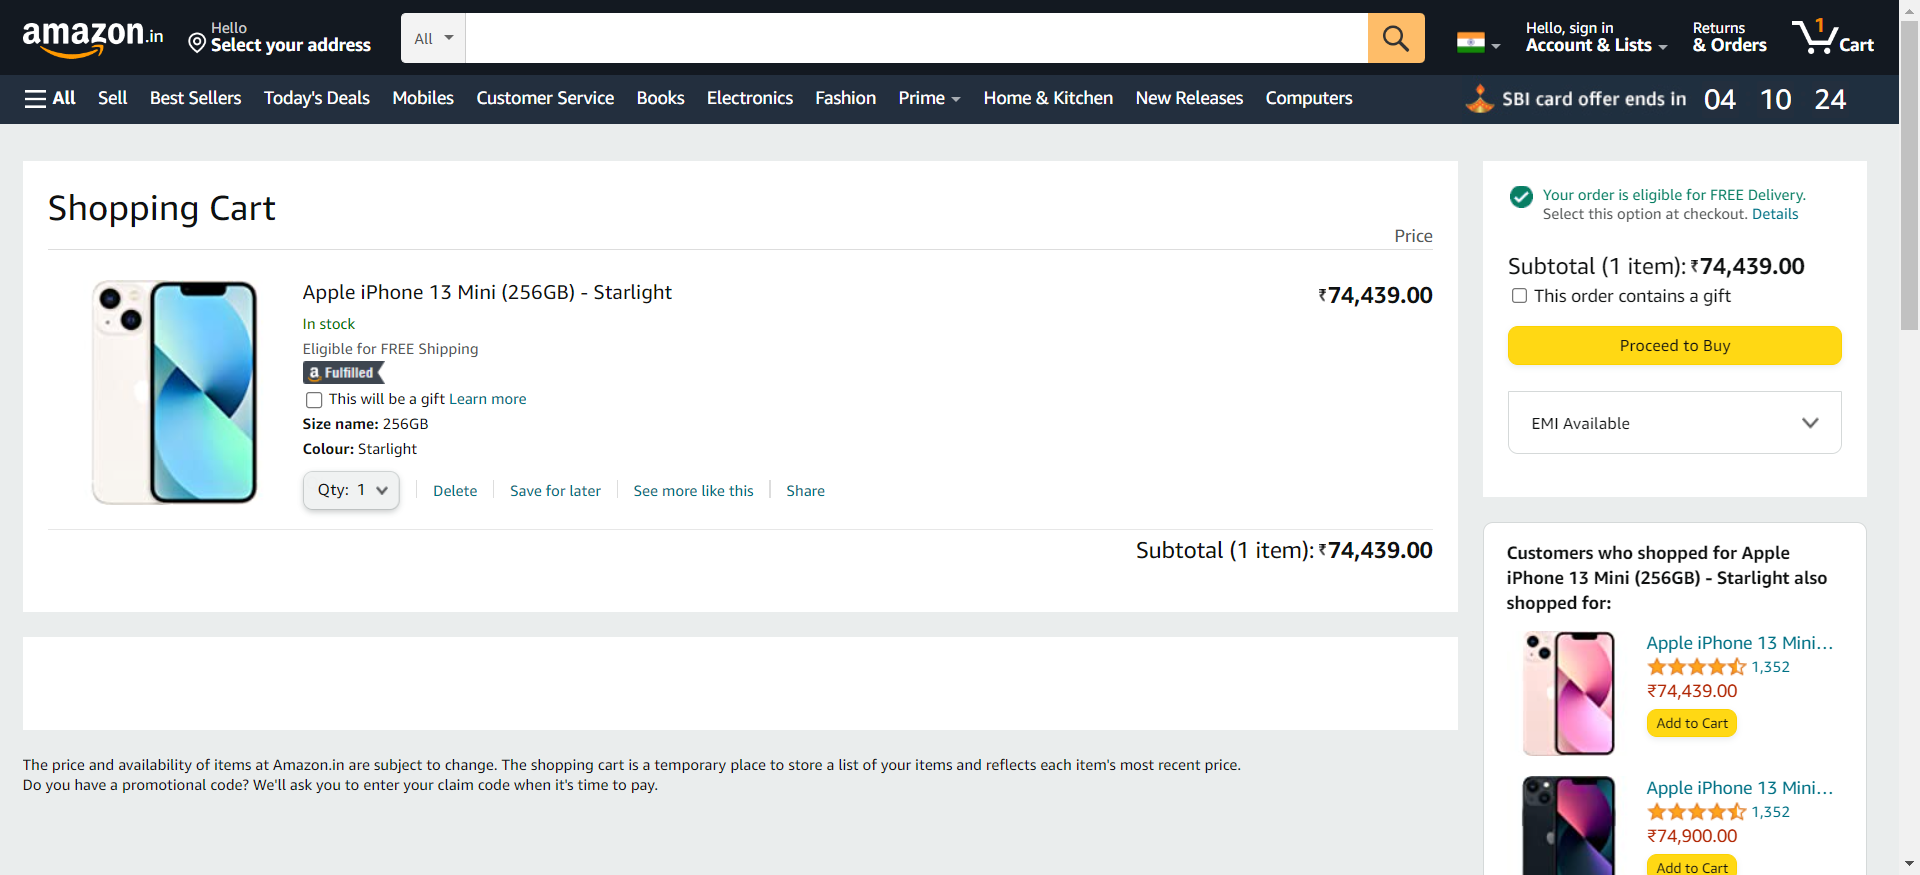 amazon.in
Hello
Select your address
All
Hello, sign in
Account & Lists
Returns
& Orders
1
Cart
All
Sell
Best Sellers
Today's Deals
Mobiles
Customer Service
Books
Electronics
Fashion
Prime
Home & Kitchen
New Releases
Computers
SBI card offer ends in 04 10 24
Shopping Cart
Price
Apple iPhone 13 Mini (256GB) - Starlight
₹74,439.00
In stock
Eligible for FREE Shipping
a Fulfilled
This will be a gift Learn more
Size name: 256GB
Colour: Starlight
Qty: 1
Delete
Save for later
See more like this
Share
Subtotal (1 item): ₹74,439.00
The price and availability of items at Amazon.in are subject to change. The shopping cart is a temporary place to store a list of your items and reflects each item's most recent price.
Do you have a promotional code? We'll ask you to enter your claim code when it's time to pay.
Your order is eligible for FREE Delivery.
Select this option at checkout. Details
Subtotal (1 item): ₹74,439.00
This order contains a gift
Proceed to Buy
EMI Available
Customers who shopped for Apple
iPhone 13 Mini (256GB) - Starlight also
shopped for:
Apple iPhone 13 Mini…
1,352
₹74,439.00
Add to Cart
Apple iPhone 13 Mini…
1,352
₹74,900.00
Add to Cart